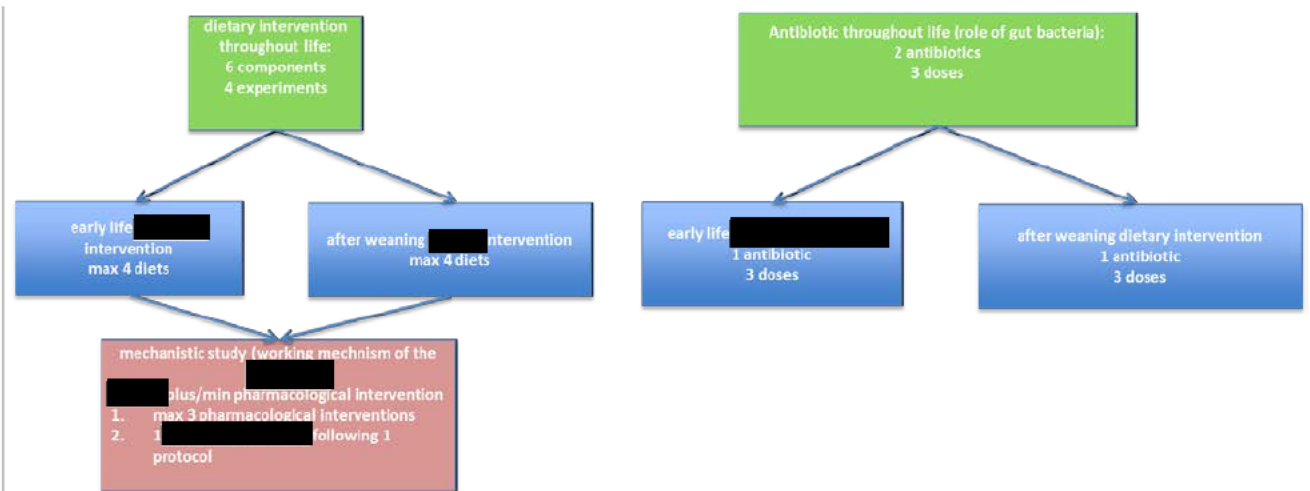 dietary intervention
throughout life:
6 components
4 experiments
Antibiotic throughout life (role of gut bacteria):
2 antibiotics
3 doses
early life
intervention
max 4 diets
after weaning ntervention
max 4 diets
early life
1 antibiotic
3 doses
after weaning dietary intervention
1 antibiotic
3 doses
mechanistic study (working mechnism of the
plus/min pharmacological intervention
1. max 3 pharmacological interventions
2. 1 following 1
protocol